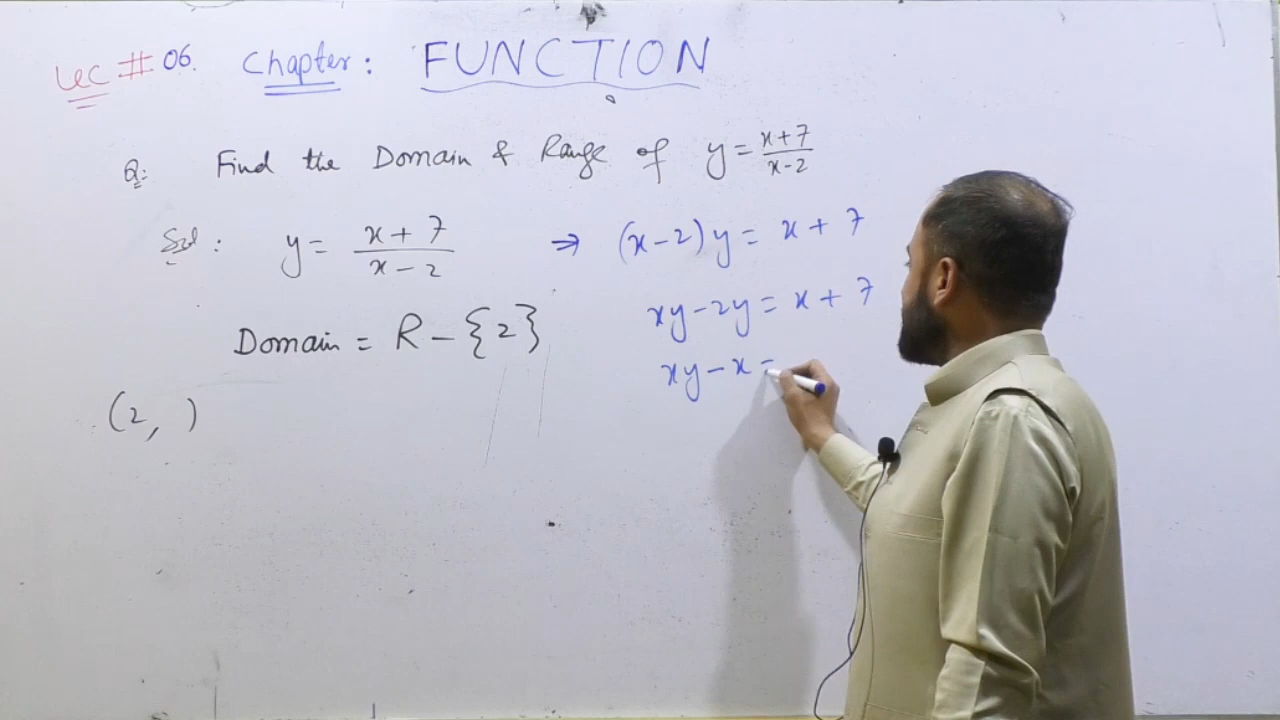 Lec # 06. Chapter: FUNCTION
Q: Find the Domain & Range of y = (x+7)/(x-2)
Sol: y = (x+7)/(x-2) ⇒ (x-2)y = x+7
xy-2y = x+7
Domain = R - {2}
xy-x =
(2, )